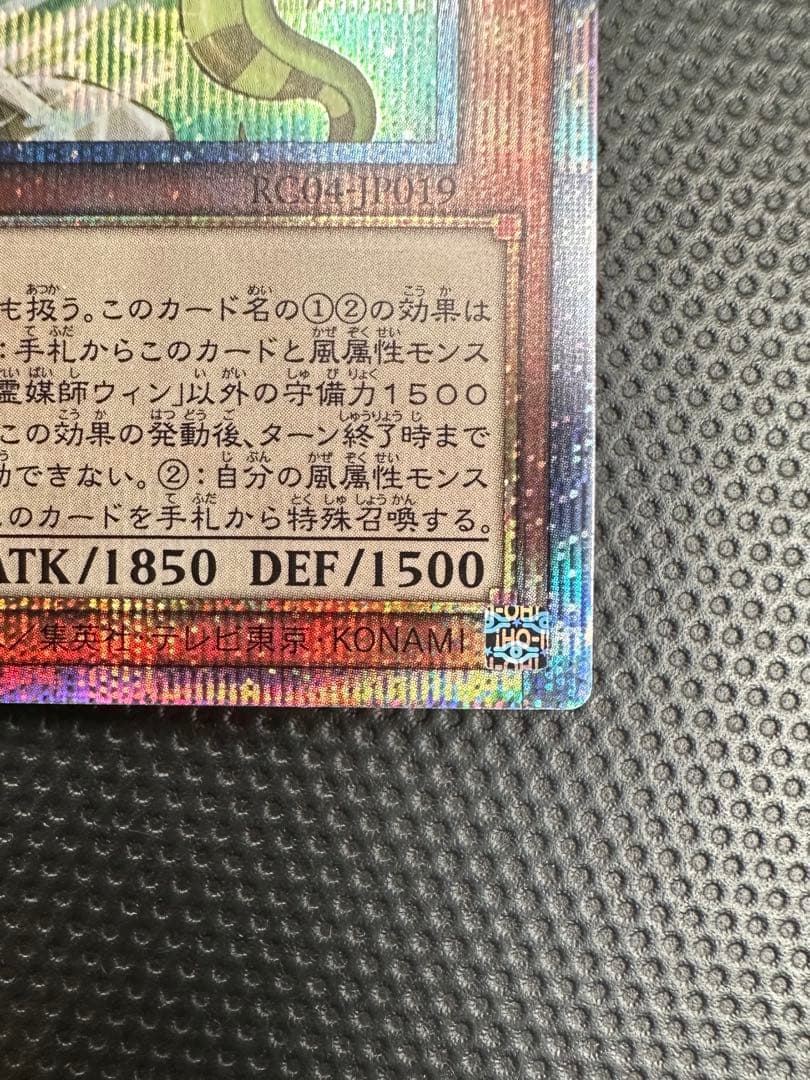 RC04-JP019
も扱う。このカード名の①②の効果は
:手札からこのカードと風属性モンス
霊媒師ウィン」以外の守備力1500
この効果の発動後、ターン終了時まで
動できない。②:自分の風属性モンス
このカードを手札から特殊召喚する。
ATK/1850 DEF/1500
/集英社・テレビ東京・KONAMI